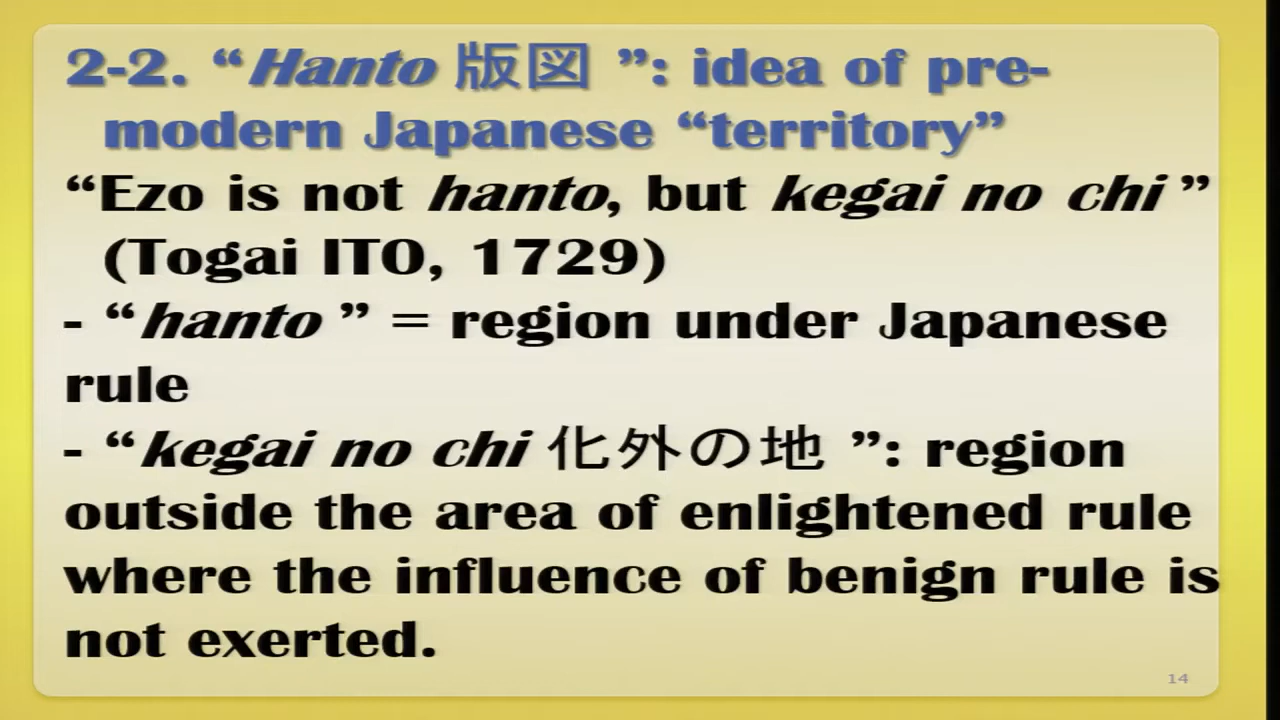 2-2. “Hanto 版図 ”: idea of pre-
modern Japanese “territory”
“Ezo is not hanto, but kegai no chi ”
(Togai ITO, 1729)
- “hanto ” = region under Japanese
rule
- “kegai no chi 化外の地 ”: region
outside the area of enlightened rule
where the influence of benign rule is
not exerted.
14